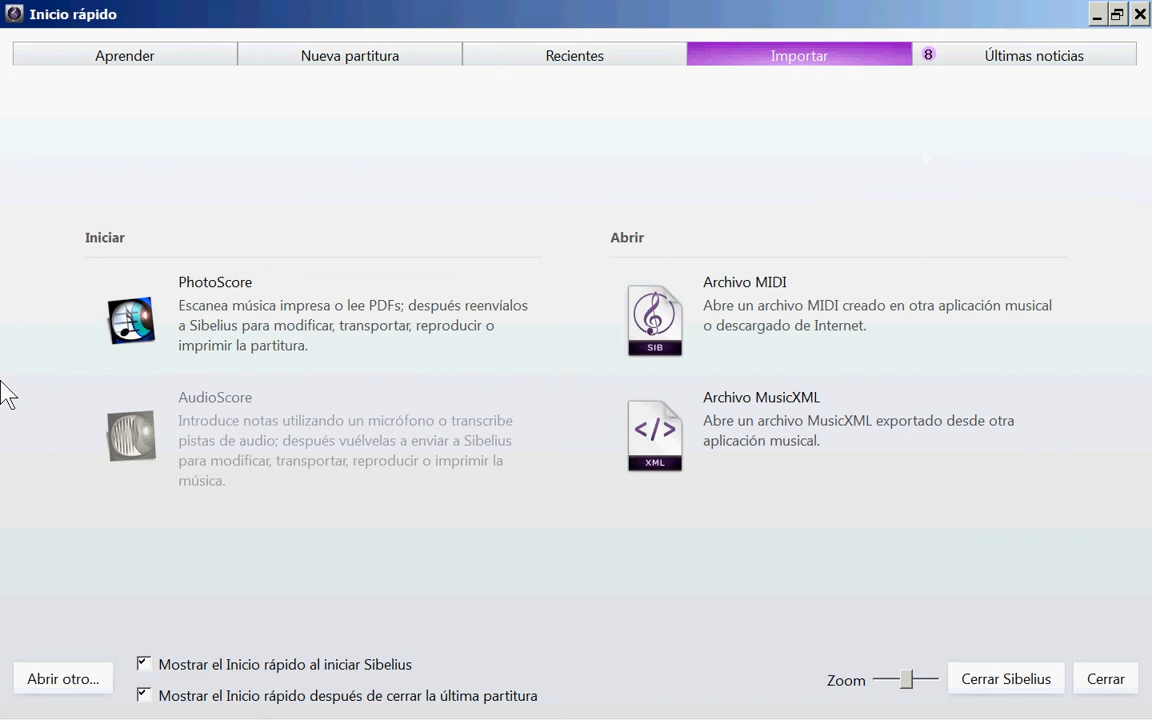 Inicio rápido
Aprender
Nueva partitura
Recientes
Importar
8
Últimas noticias
Iniciar
PhotoScore
Escanea música impresa o lee PDFs; después reenvíalos
a Sibelius para modificar, transportar, reproducir o
imprimir la partitura.
AudioScore
Introduce notas utilizando un micrófono o transcribe
pistas de audio; después vuélvelas a enviar a Sibelius
para modificar, transportar, reproducir o imprimir la
música.
Abrir
Archivo MIDI
Abre un archivo MIDI creado en otra aplicación musical
o descargado de Internet.
SIB
Archivo MusicXML
Abre un archivo MusicXML exportado desde otra
aplicación musical.
</>
XML
Abrir otro...
Mostrar el Inicio rápido al iniciar Sibelius
Mostrar el Inicio rápido después de cerrar la última partitura
Zoom
Cerrar Sibelius
Cerrar